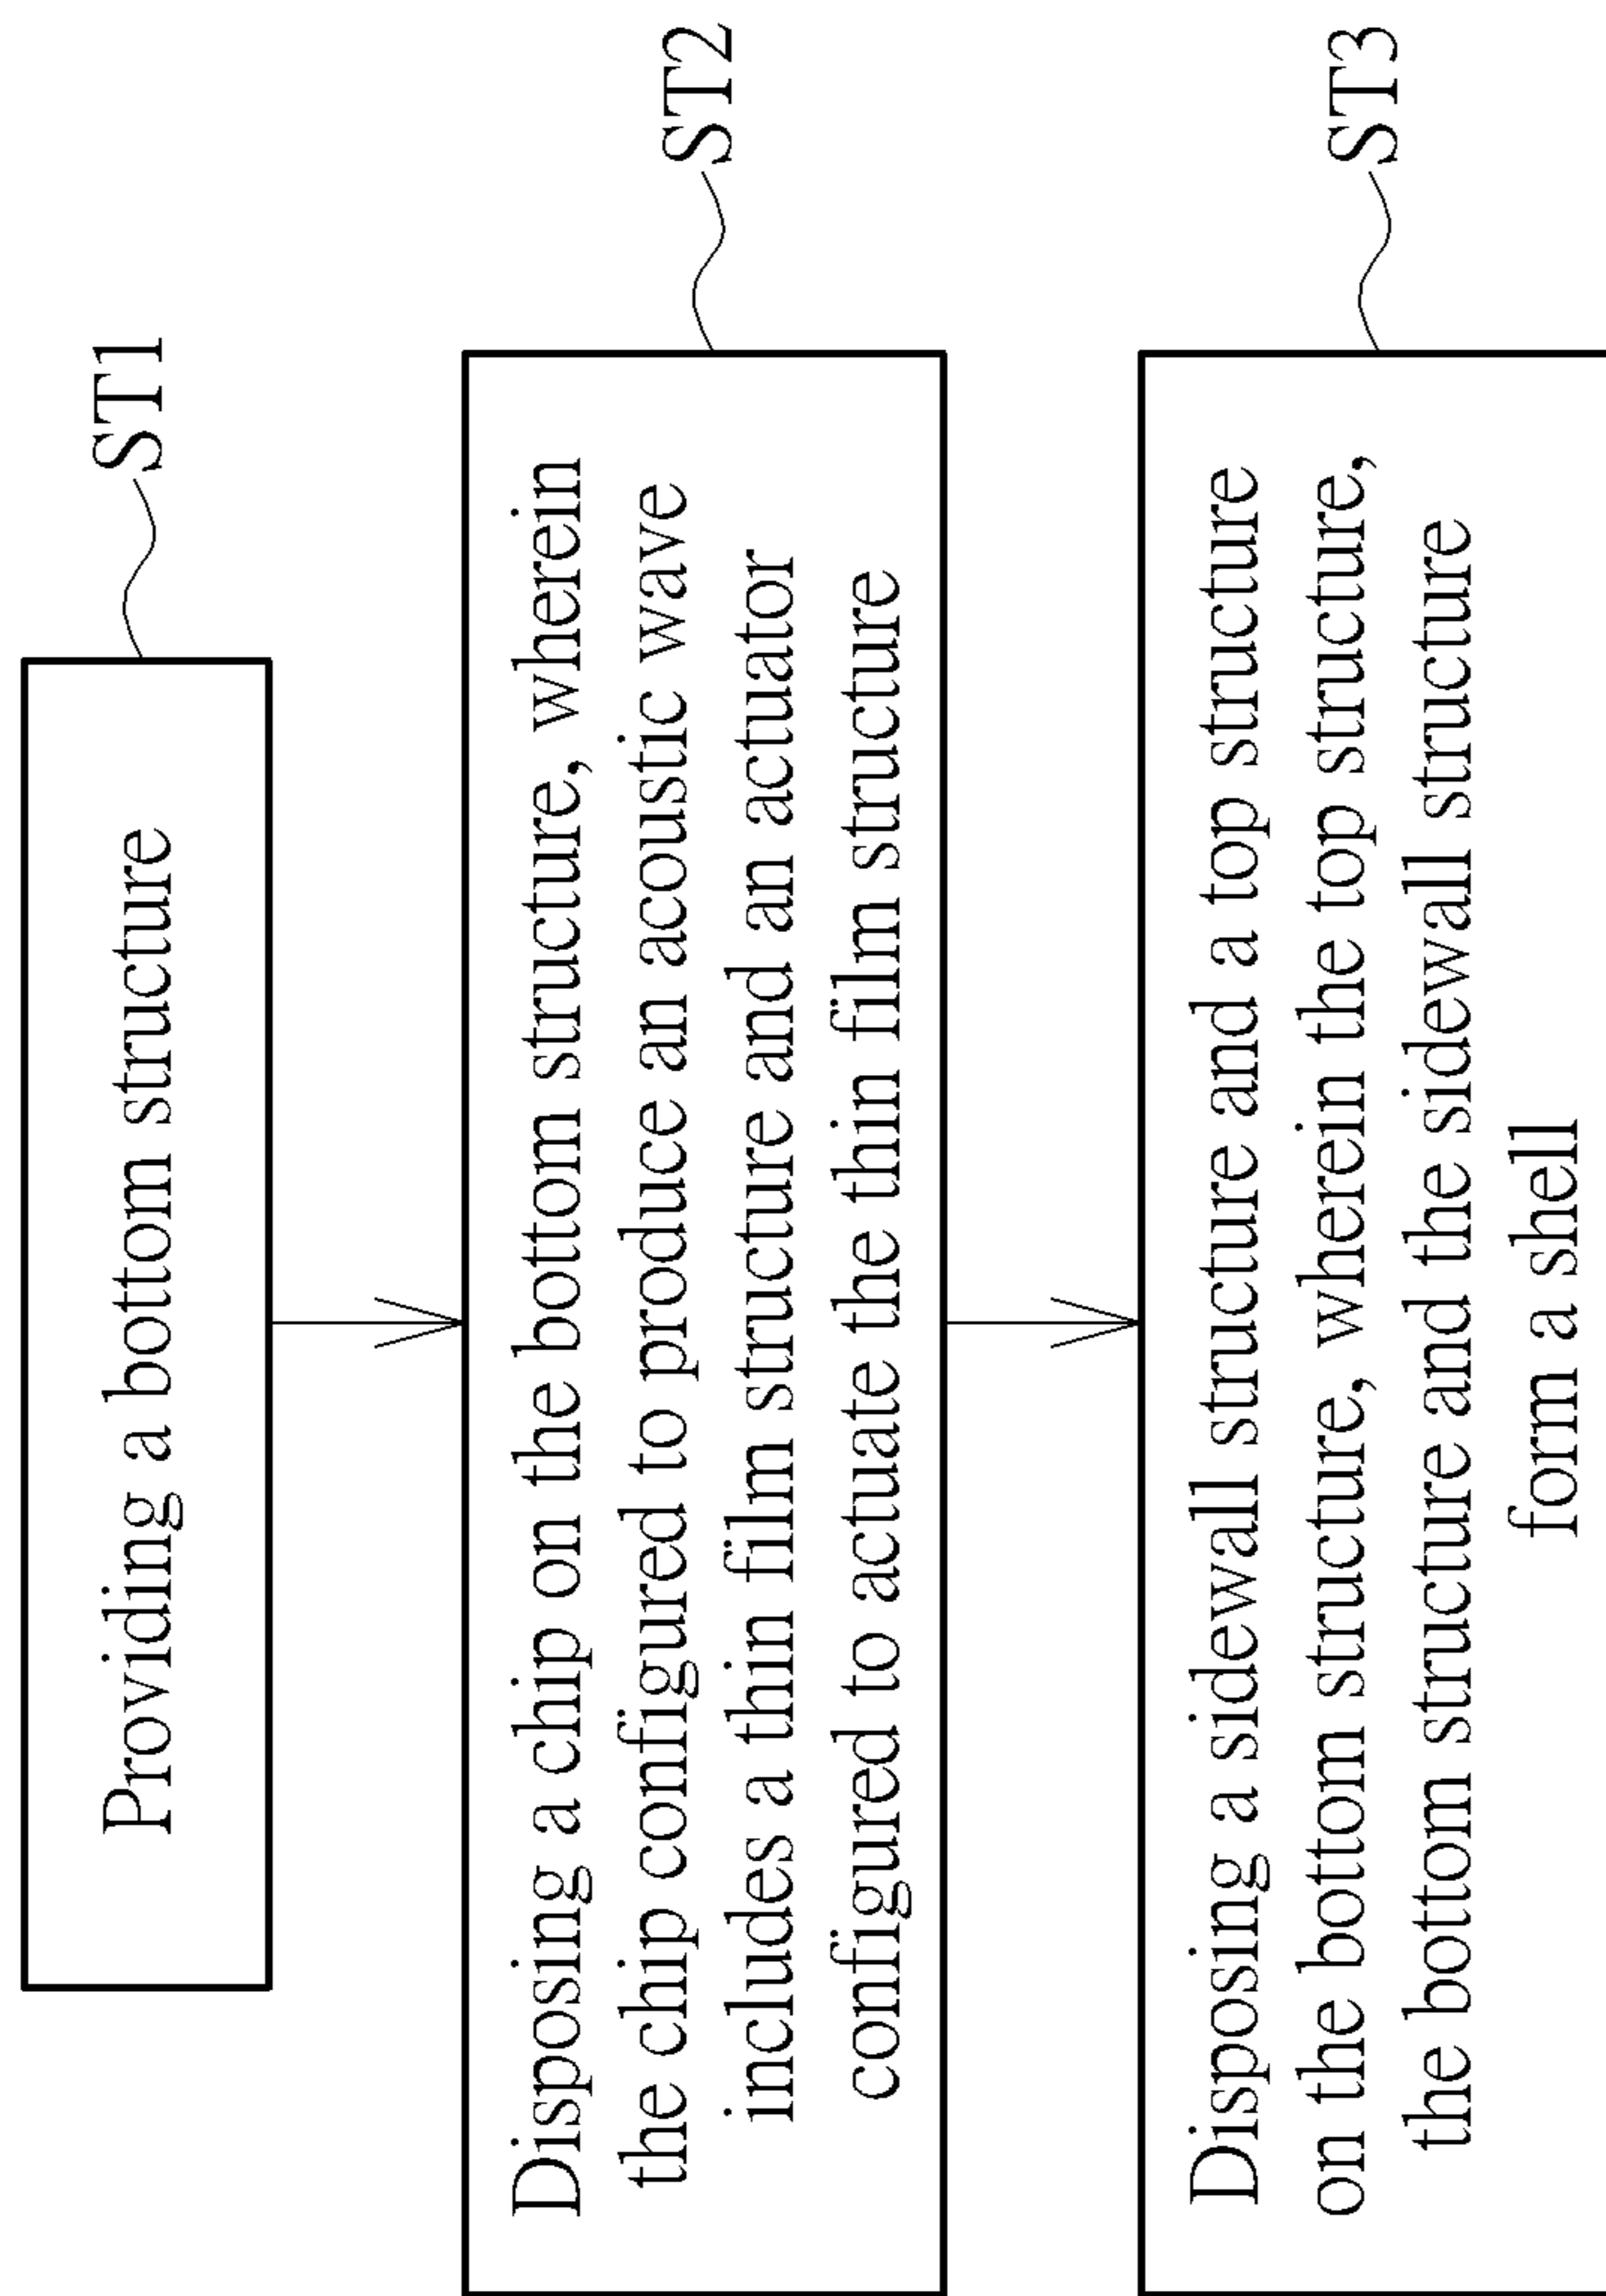 Providing a bottom structure
ST1
Disposing a chip on the bottom structure, wherein
the chip configured to produce an acoustic wave
includes a thin film structure and an actuator
configured to actuate the thin film structure
ST2
Disposing a sidewall structure and a top structure
on the bottom structure, wherein the top structure,
the bottom structure and the sidewall structure
form a shell
ST3